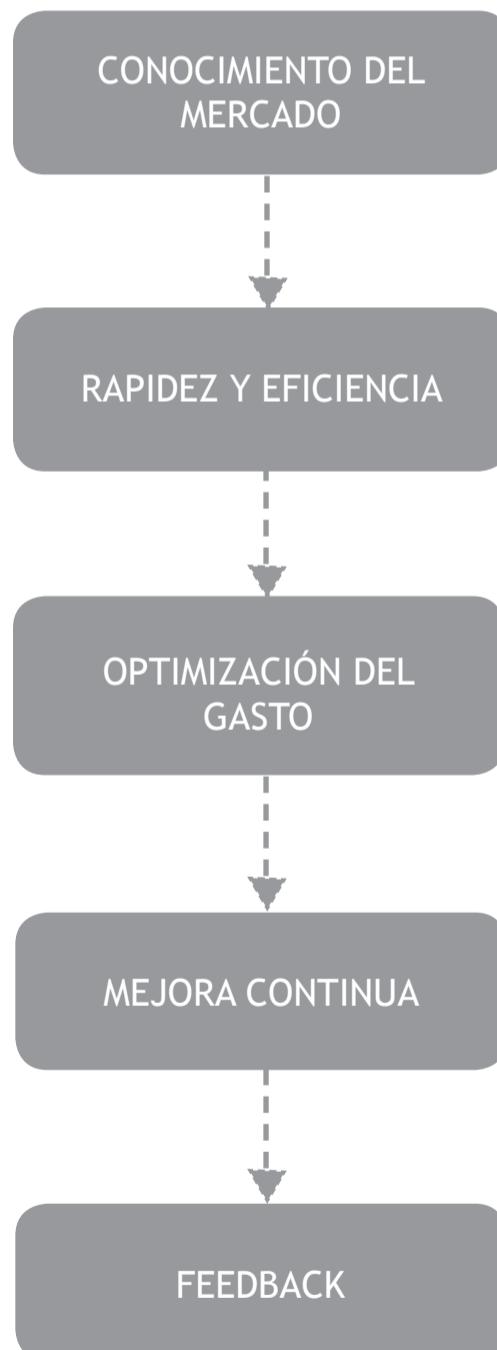 CONOCIMIENTO DEL
MERCADO
RAPIDEZ Y EFICIENCIA
OPTIMIZACIÓN DEL
GASTO
MEJORA CONTINUA
FEEDBACK